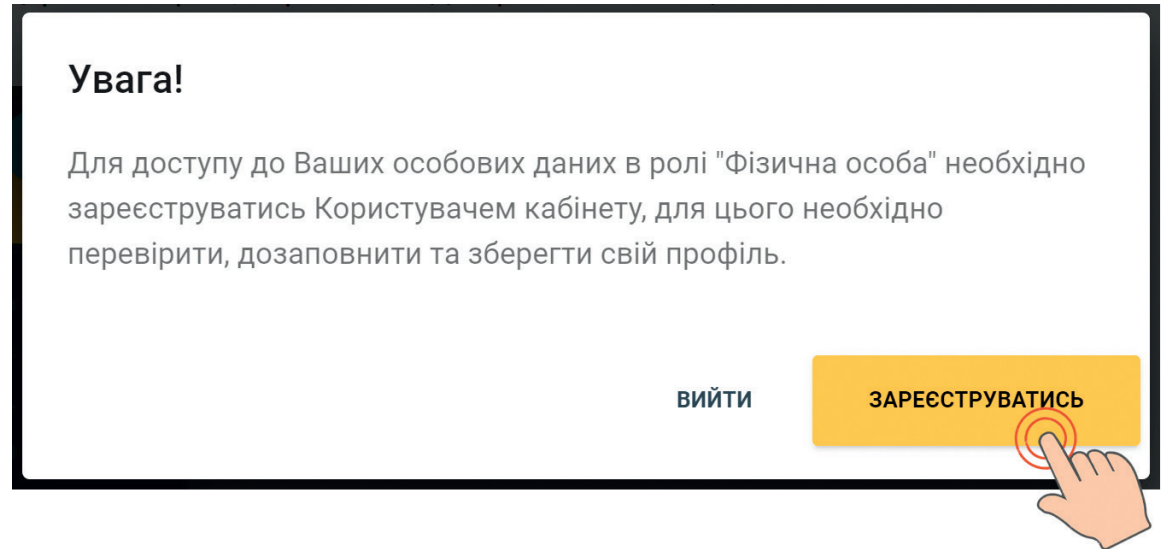 Увага!
Для доступу до Ваших особових даних в ролі "Фізична особа" необхідно
зареєструватись Користувачем кабінету, для цього необхідно
перевірити, дозаповнити та зберегти свій профіль.
ВИЙТИ
ЗАРЕЄСТРУВАТИСЬ